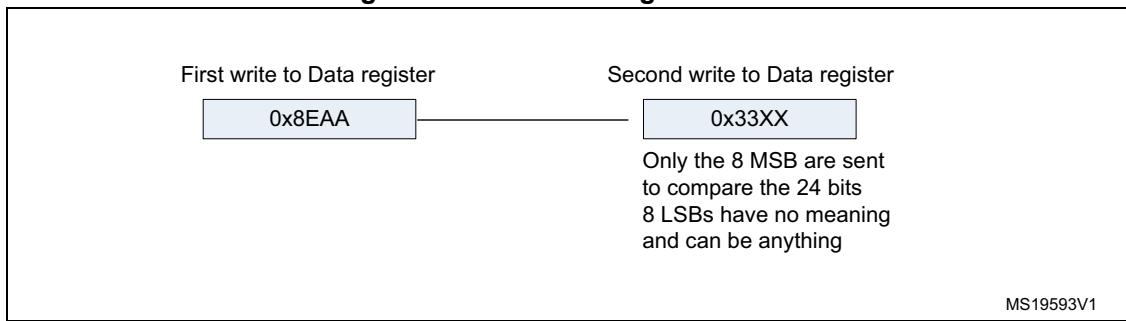 First write to Data register
Second write to Data register
0x8EAA
0x33XX
Only the 8 MSB are sent
to compare the 24 bits
8 LSBs have no meaning
and can be anything
MS19593V1